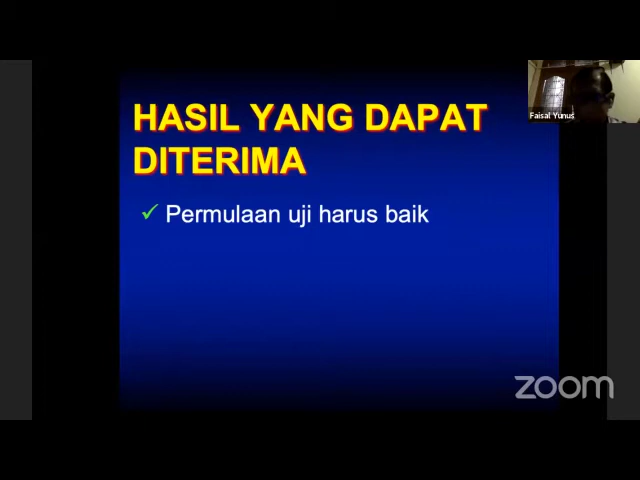 HASIL YANG DAPAT
DITERIMA
✓ Permulaan uji harus baik
Faisal Yunus
zoom